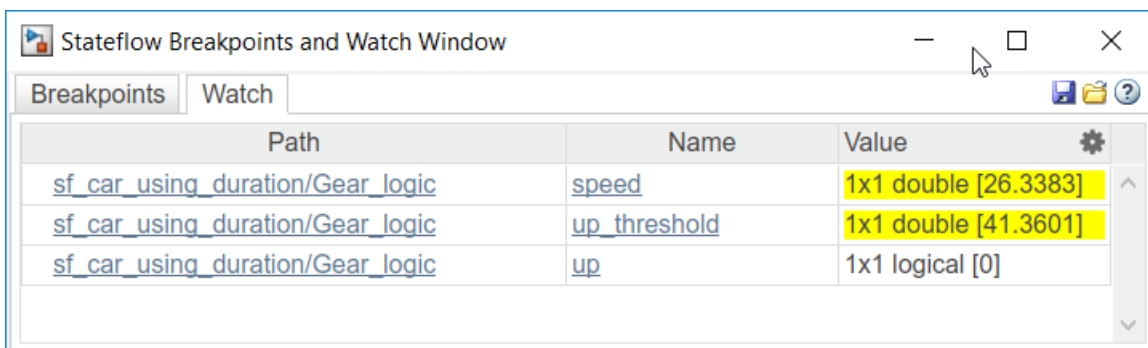 Stateflow Breakpoints and Watch Window
Breakpoints Watch
Path Name Value
sf_car_using_duration/Gear_logic speed 1x1 double [26.3383]
sf_car_using_duration/Gear_logic up_threshold 1x1 double [41.3601]
sf_car_using_duration/Gear_logic up 1x1 logical [0]